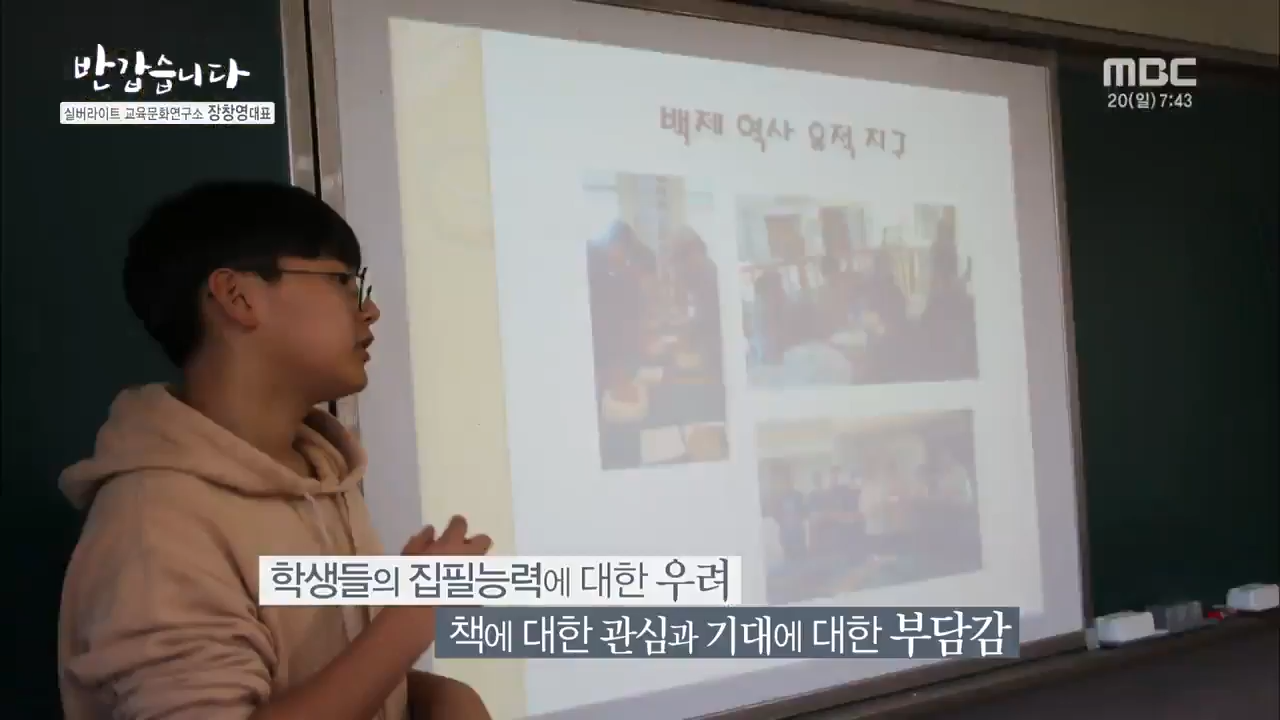 반갑습니다
실버라이트 교육문화연구소 장창영대표
MBC
20(일) 7:43
백제 역사 유적 지구
학생들의 집필능력에 대한 우려
책에 대한 관심과 기대에 대한 부담감